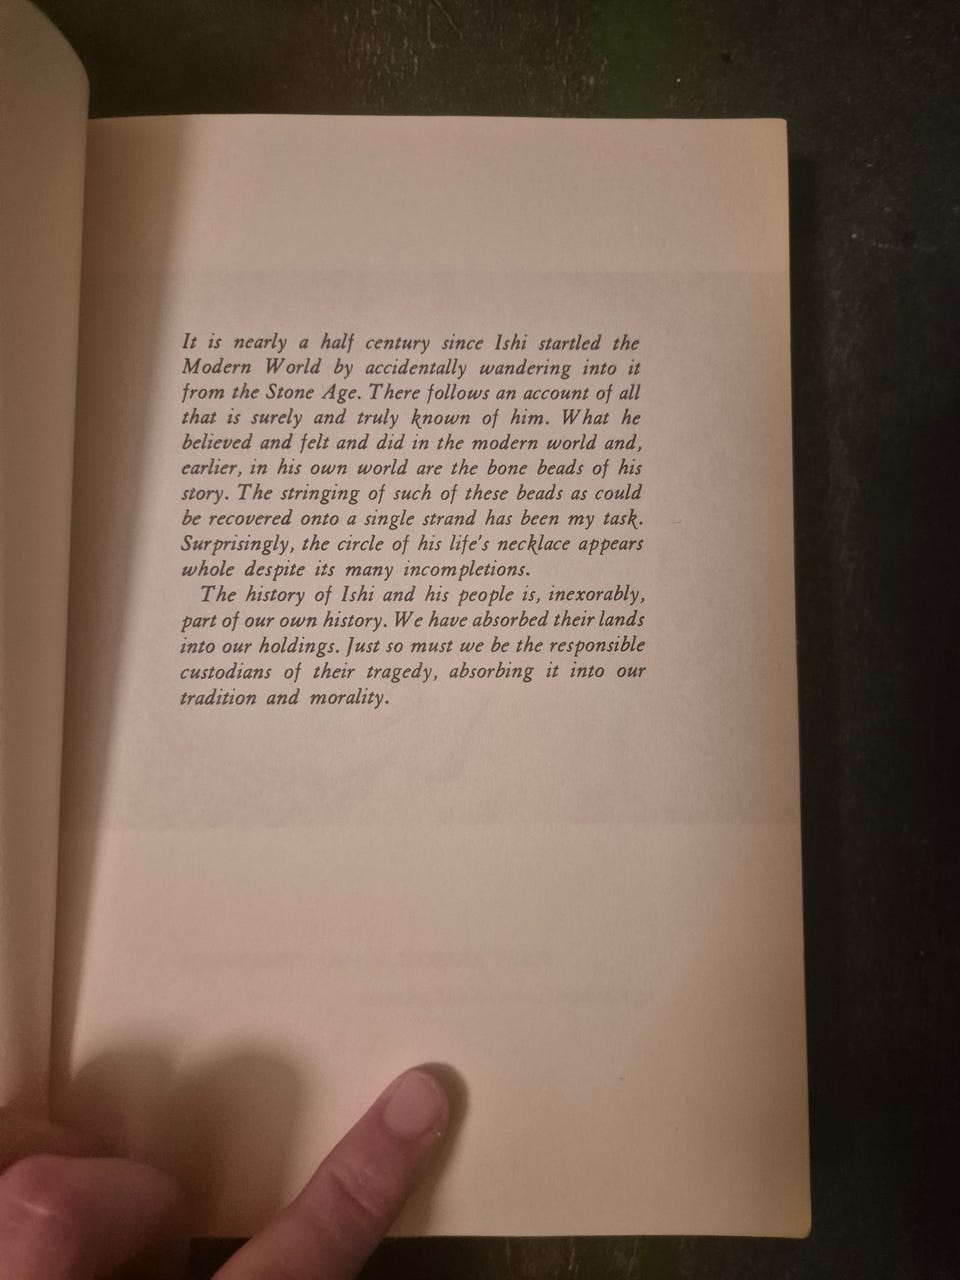 It is nearly a half century since Ishi startled the
Modern World by accidentally wandering into it
from the Stone Age. There follows an account of all
that is surely and truly known of him. What he
believed and felt and did in the modern world and,
earlier, in his own world are the bone beads of his
story. The stringing of such of these beads as could
be recovered onto a single strand has been my task.
Surprisingly, the circle of his life's necklace appears
whole despite its many incompletions.
The history of Ishi and his people is, inexorably,
part of our own history. We have absorbed their lands
into our holdings. Just so must we be the responsible
custodians of their tragedy, absorbing it into our
tradition and morality.